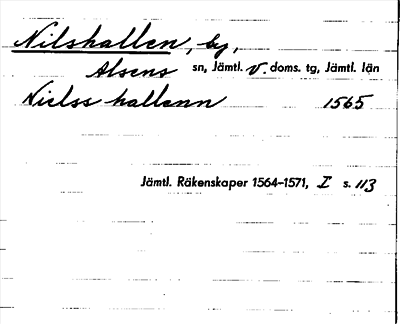 Nilshallen, by,
Alsens sn, Jämtl. v. doms. tg, Jämtl. län
Nielss hallenn 1565
Jämtl. Räkenskaper 1564–1571, I s. 113